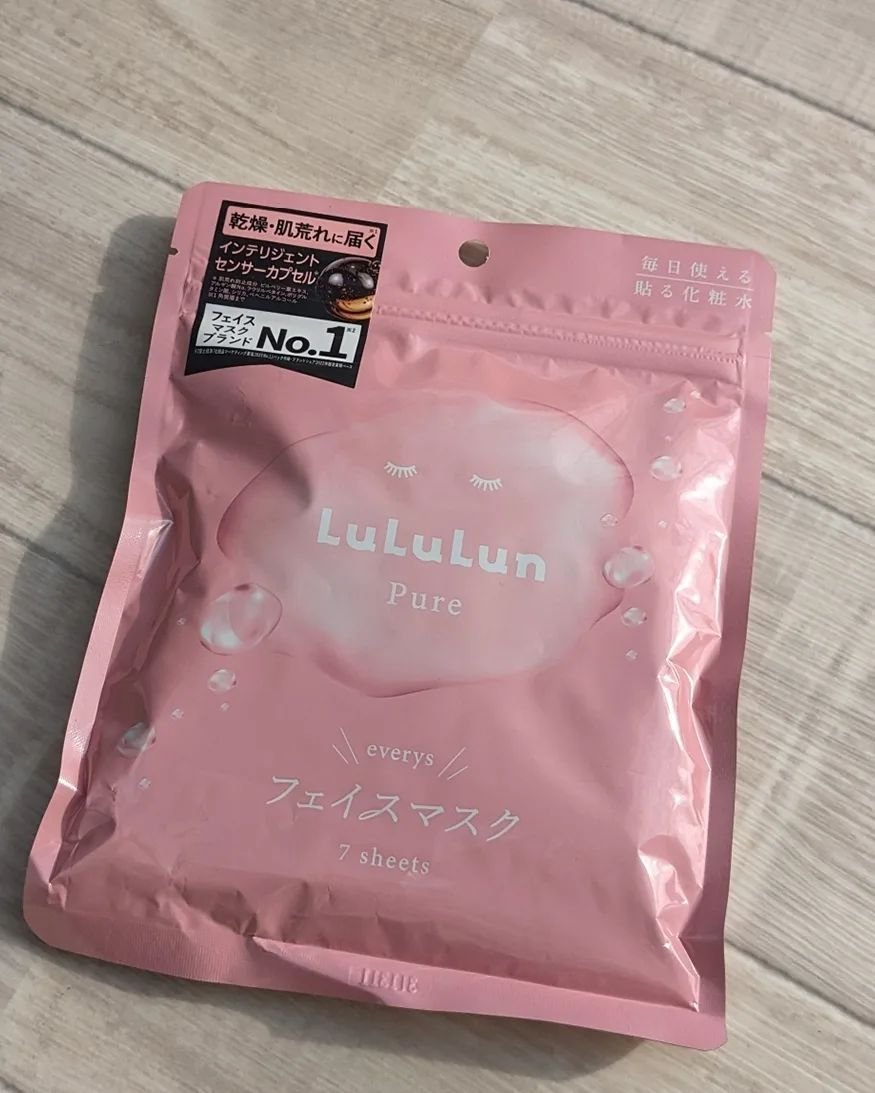 乾燥・肌荒れに届く※1
インテリジェント
センサーカプセル*
フェイス
マスク
ブランド
No.1※2
毎日使える
貼る化粧水
LuLuLun
Pure
everys
フェイスマスク
7 sheets